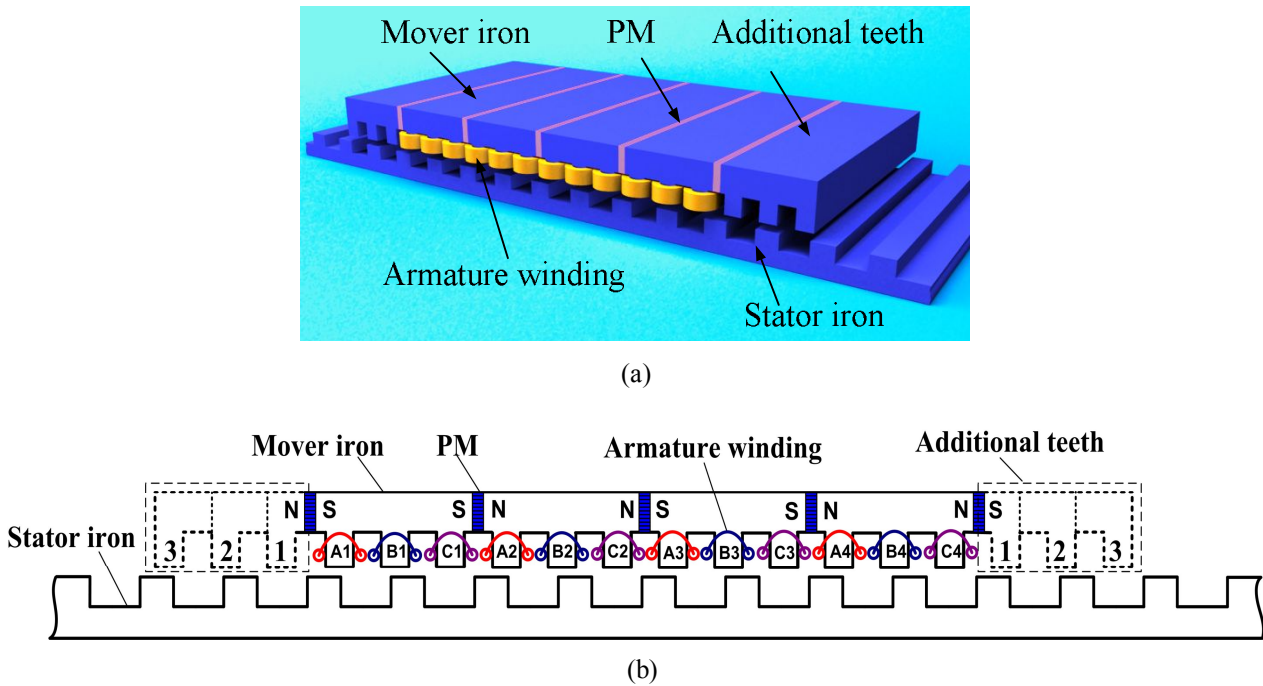 Mover iron PM Additional teeth
Armature winding
Stator iron
(a)
Mover iron PM Armature winding Additional teeth
N S S N N S S N N S
Stator iron
3 2 1 A1 B1 C1 A2 B2 C2 A3 B3 C3 A4 B4 C4 1 2 3
(b)